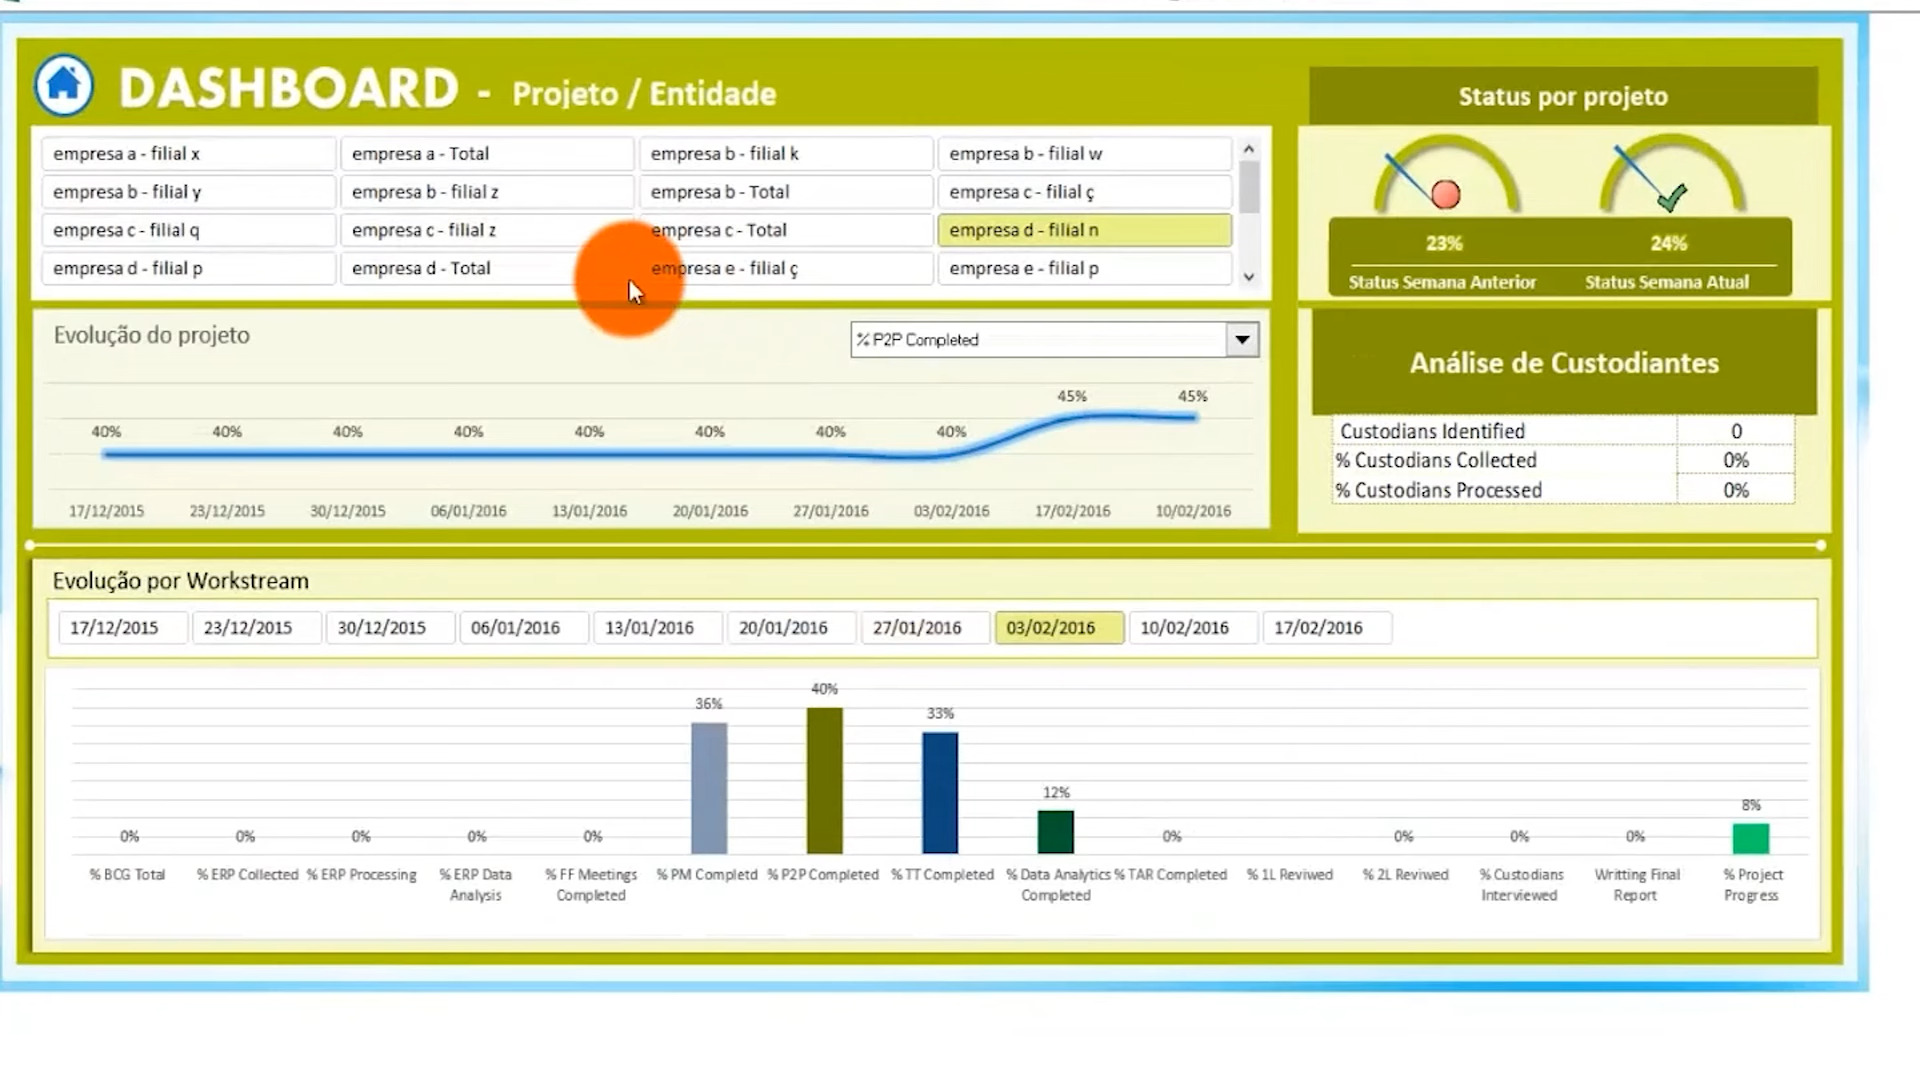 DASHBOARD - Projeto / Entidade
Status por projeto
empresa a - filial x
empresa a - Total
empresa b - filial k
empresa b - filial w
empresa b - filial y
empresa b - filial z
empresa b - Total
empresa c - filial ç
empresa c - filial q
empresa c - filial z
empresa c - Total
empresa d - filial n
empresa d - filial p
empresa d - Total
empresa e - filial ç
empresa e - filial p
23%
24%
Status Semana Anterior
Status Semana Atual
Evolução do projeto
% P2P Completed
40%
40%
40%
40%
40%
40%
40%
40%
45%
45%
17/12/2015
23/12/2015
30/12/2015
06/01/2016
13/01/2016
20/01/2016
27/01/2016
03/02/2016
17/02/2016
10/02/2016
Análise de Custodiantes
Custodians Identified 0
% Custodians Collected 0%
% Custodians Processed 0%
Evolução por Workstream
17/12/2015
23/12/2015
30/12/2015
06/01/2016
13/01/2016
20/01/2016
27/01/2016
03/02/2016
10/02/2016
17/02/2016
0%
0%
0%
0%
0%
36%
40%
33%
12%
0%
0%
0%
0%
8%
% BCG Total
% ERP Collected
% ERP Processing
% ERP Data
Analysis
% FF Meetings
Completed
% PM Completd
% P2P Completed
% TT Completed
% Data Analytics
Completed
% TAR Completed
% 1L Reviwed
% 2L Reviwed
% Custodians
Interviewed
Writting Final
Report
% Project
Progress